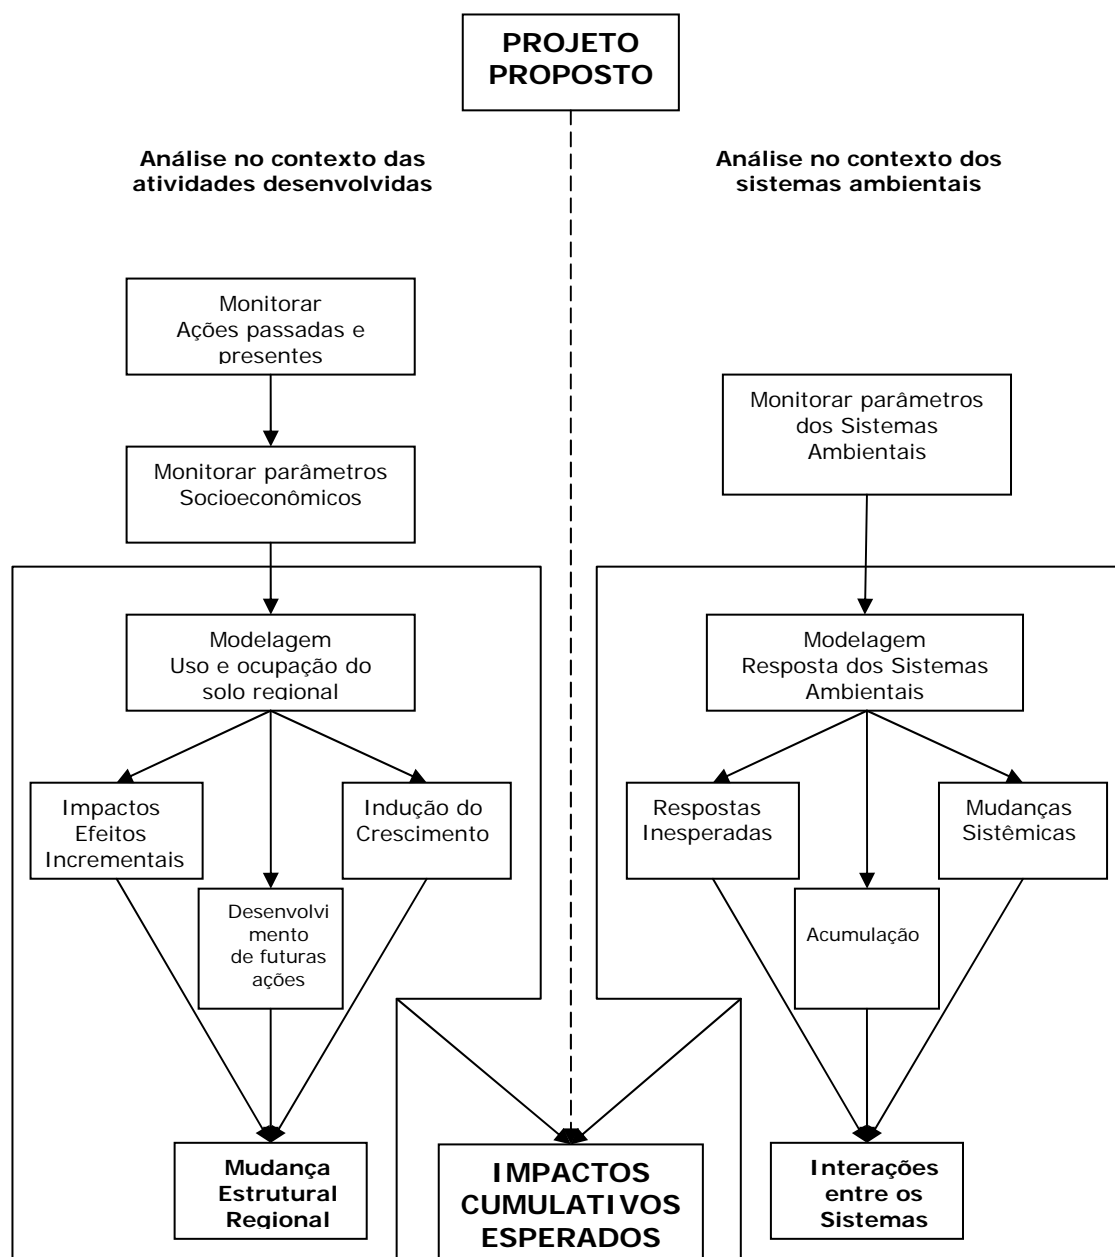 PROJETO
PROPOSTO
Análise no contexto das
atividades desenvolvidas
Análise no contexto dos
sistemas ambientais
Monitorar
Ações passadas e
presentes
Monitorar parâmetros
dos Sistemas
Ambientais
Monitorar parâmetros
Socioeconômicos
Modelagem
Uso e ocupação do
solo regional
Modelagem
Resposta dos Sistemas
Ambientais
Impactos
Efeitos
Incrementais
Indução do
Crescimento
Respostas
Inesperadas
Mudanças
Sistêmicas
Desenvolvi
mento
de futuras
ações
Acumulação
Mudança
Estrutural
Regional
IMPACTOS
CUMULATIVOS
ESPERADOS
Interações
entre os
Sistemas